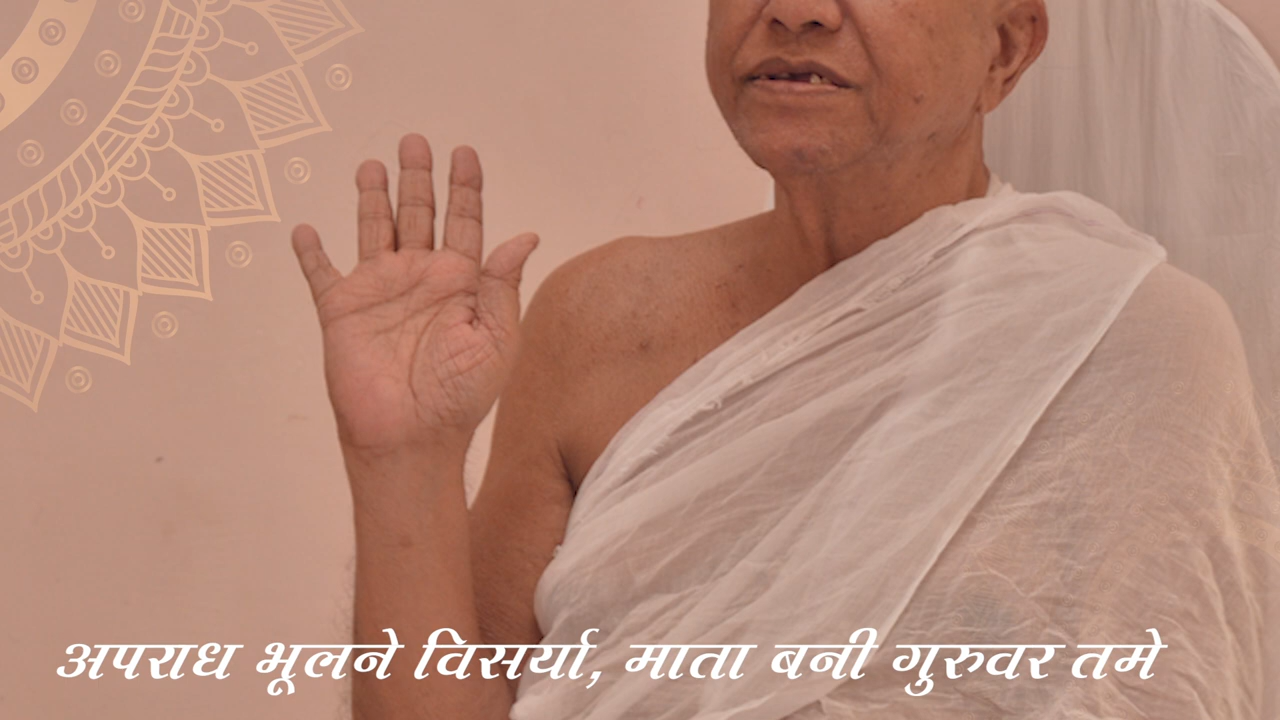 अपराध भूलने विसर्या, माता बनी गुरुवर तमे